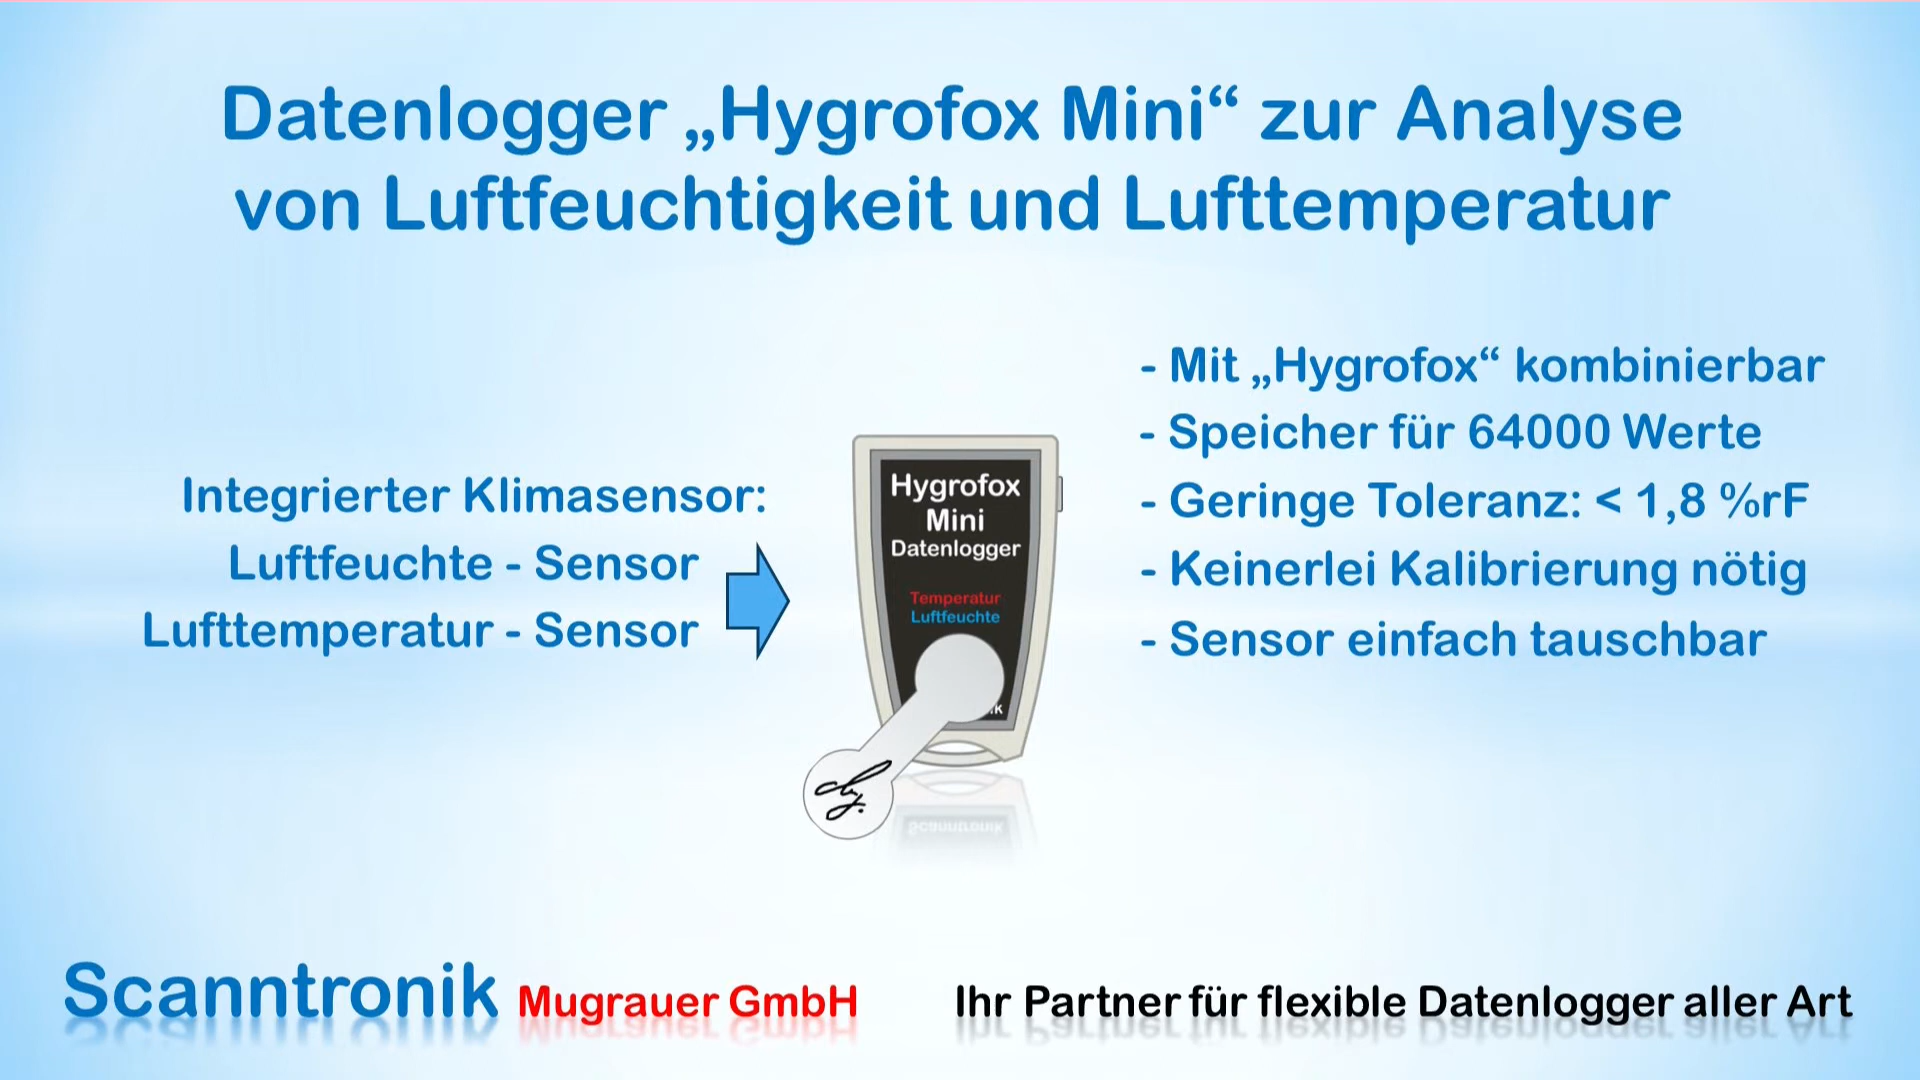 Datenlogger „Hygrofox Mini“ zur Analyse
von Luftfeuchtigkeit und Lufttemperatur
Integrierter Klimasensor:
Luftfeuchte - Sensor
Lufttemperatur - Sensor
Hygrofox
Mini
Datenlogger
Temperatur
Luftfeuchte
- Mit „Hygrofox“ kombinierbar
- Speicher für 64000 Werte
- Geringe Toleranz: < 1,8 %rF
- Keinerlei Kalibrierung nötig
- Sensor einfach tauschbar
Scanntronik Mugrauer GmbH
Ihr Partner für flexible Datenlogger aller Art